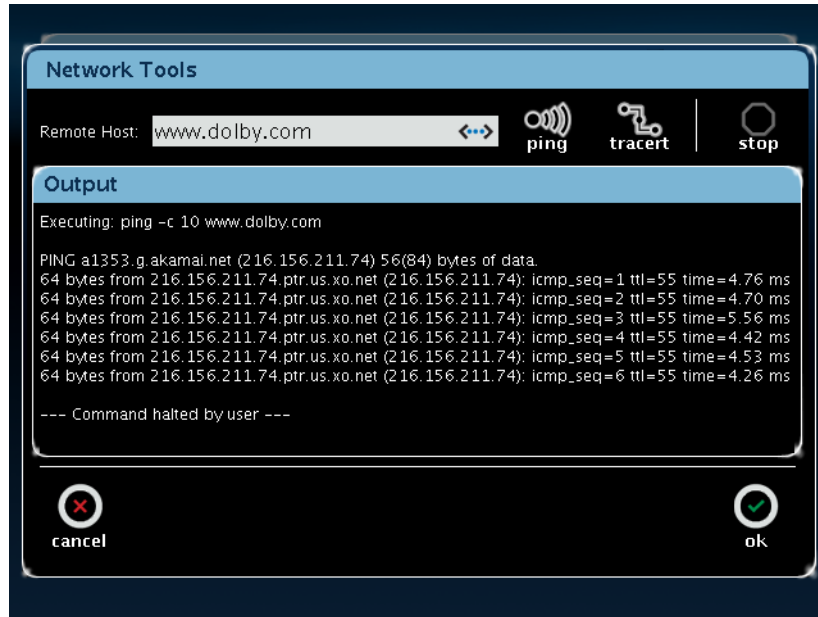 Network Tools
Remote Host: www.dolby.com
ping
tracert
stop
Output
Executing: ping -c 10 www.dolby.com
PING a1353.g.akamai.net (216.156.211.74) 56(84) bytes of data.
64 bytes from 216.156.211.74.ptr.us.xo.net (216.156.211.74): icmp_seq=1 ttl=55 time=4.76 ms
64 bytes from 216.156.211.74.ptr.us.xo.net (216.156.211.74): icmp_seq=2 ttl=55 time=4.70 ms
64 bytes from 216.156.211.74.ptr.us.xo.net (216.156.211.74): icmp_seq=3 ttl=55 time=5.56 ms
64 bytes from 216.156.211.74.ptr.us.xo.net (216.156.211.74): icmp_seq=4 ttl=55 time=4.42 ms
64 bytes from 216.156.211.74.ptr.us.xo.net (216.156.211.74): icmp_seq=5 ttl=55 time=4.53 ms
64 bytes from 216.156.211.74.ptr.us.xo.net (216.156.211.74): icmp_seq=6 ttl=55 time=4.26 ms
--- Command halted by user ---
cancel
ok